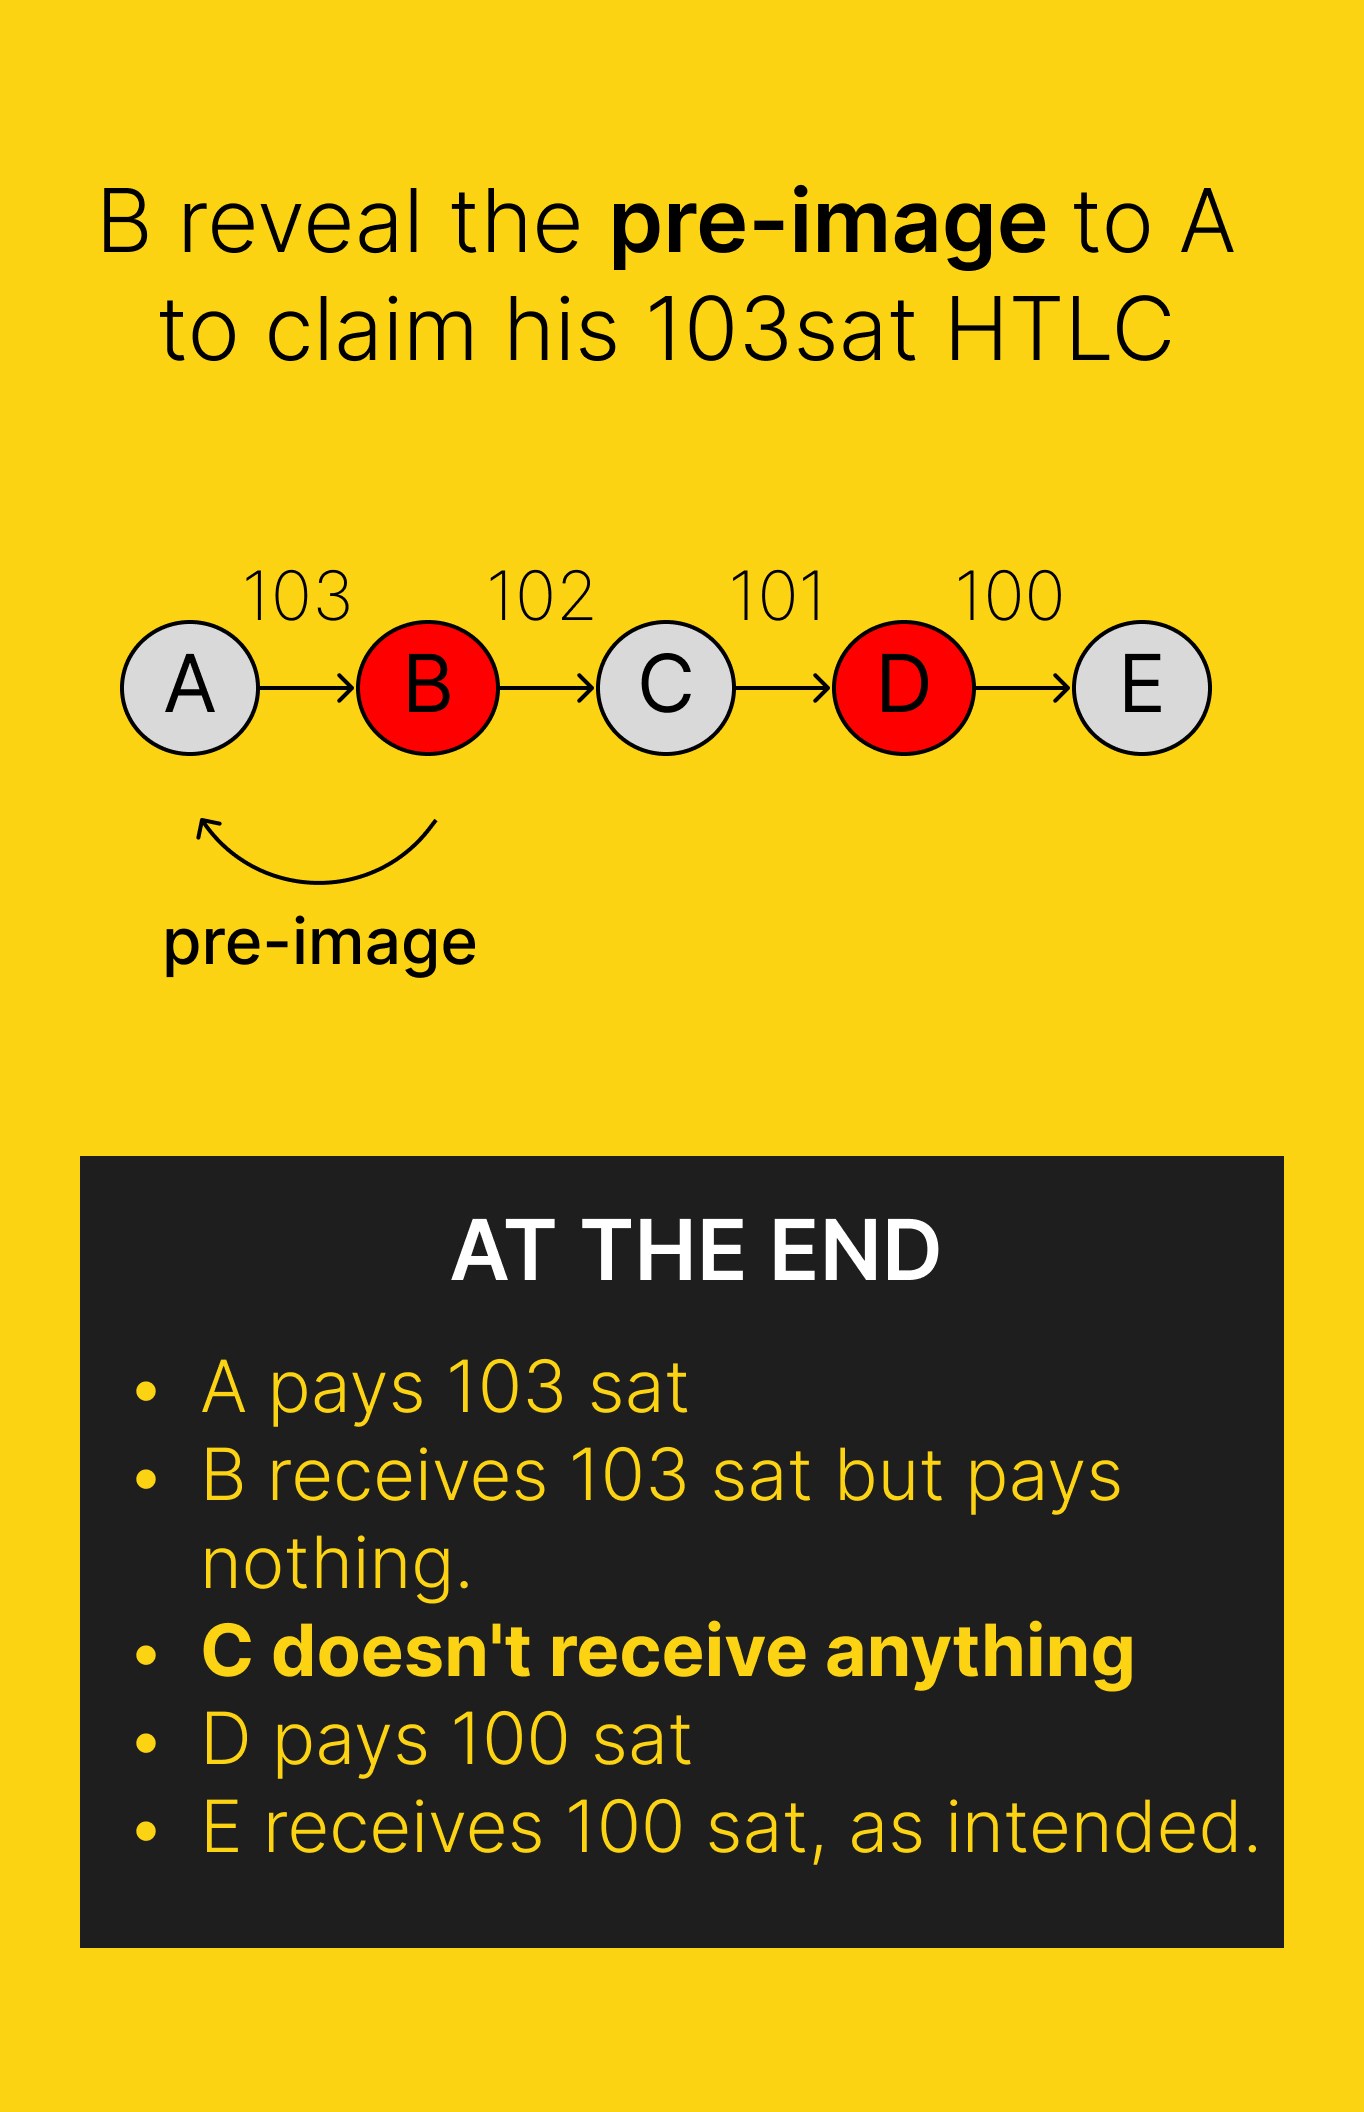 B reveal the pre-image to A
to claim his 103sat HTLC
103 102 101 100
A B C D E
pre-image
AT THE END
• A pays 103 sat
• B receives 103 sat but pays
nothing.
• C doesn't receive anything
• D pays 100 sat
• E receives 100 sat, as intended.